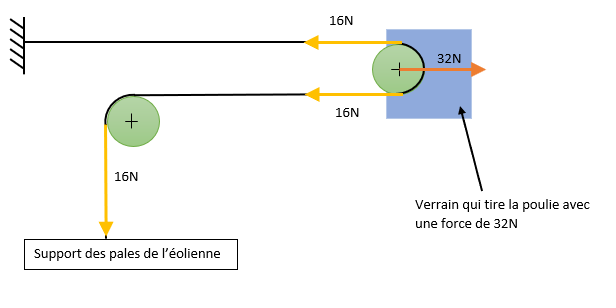 16N
32N
16N
16N
Verrain qui tire la poulie avec
une force de 32N
Support des pales de l'éolienne